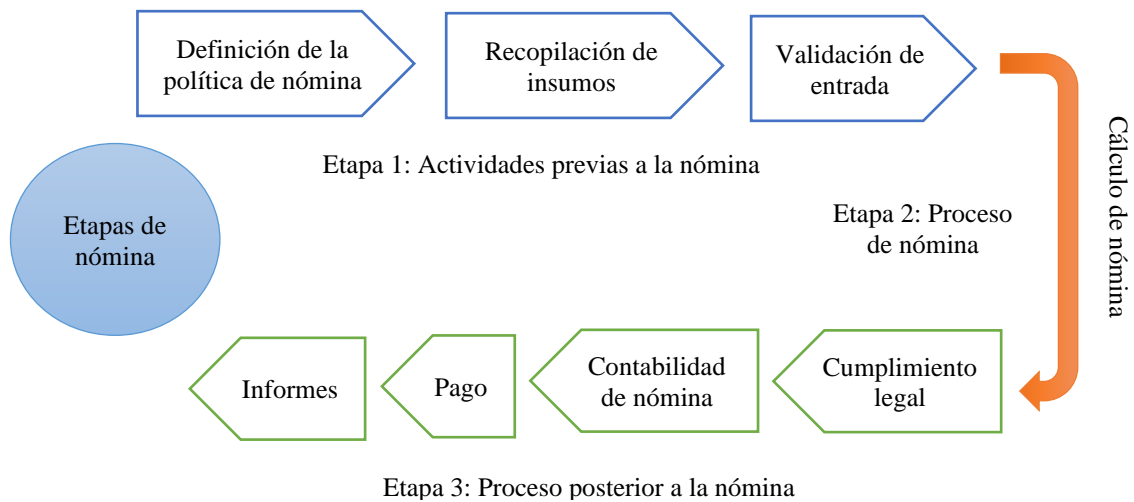 Definición de la
política de nómina
Recopilación de
insumos
Validación de
entrada
Etapa 1: Actividades previas a la nómina
Cálculo de nómina
Etapa 2: Proceso
de nómina
Etapas de
nómina
Informes
Pago
Contabilidad
de nómina
Cumplimiento
legal
Etapa 3: Proceso posterior a la nómina